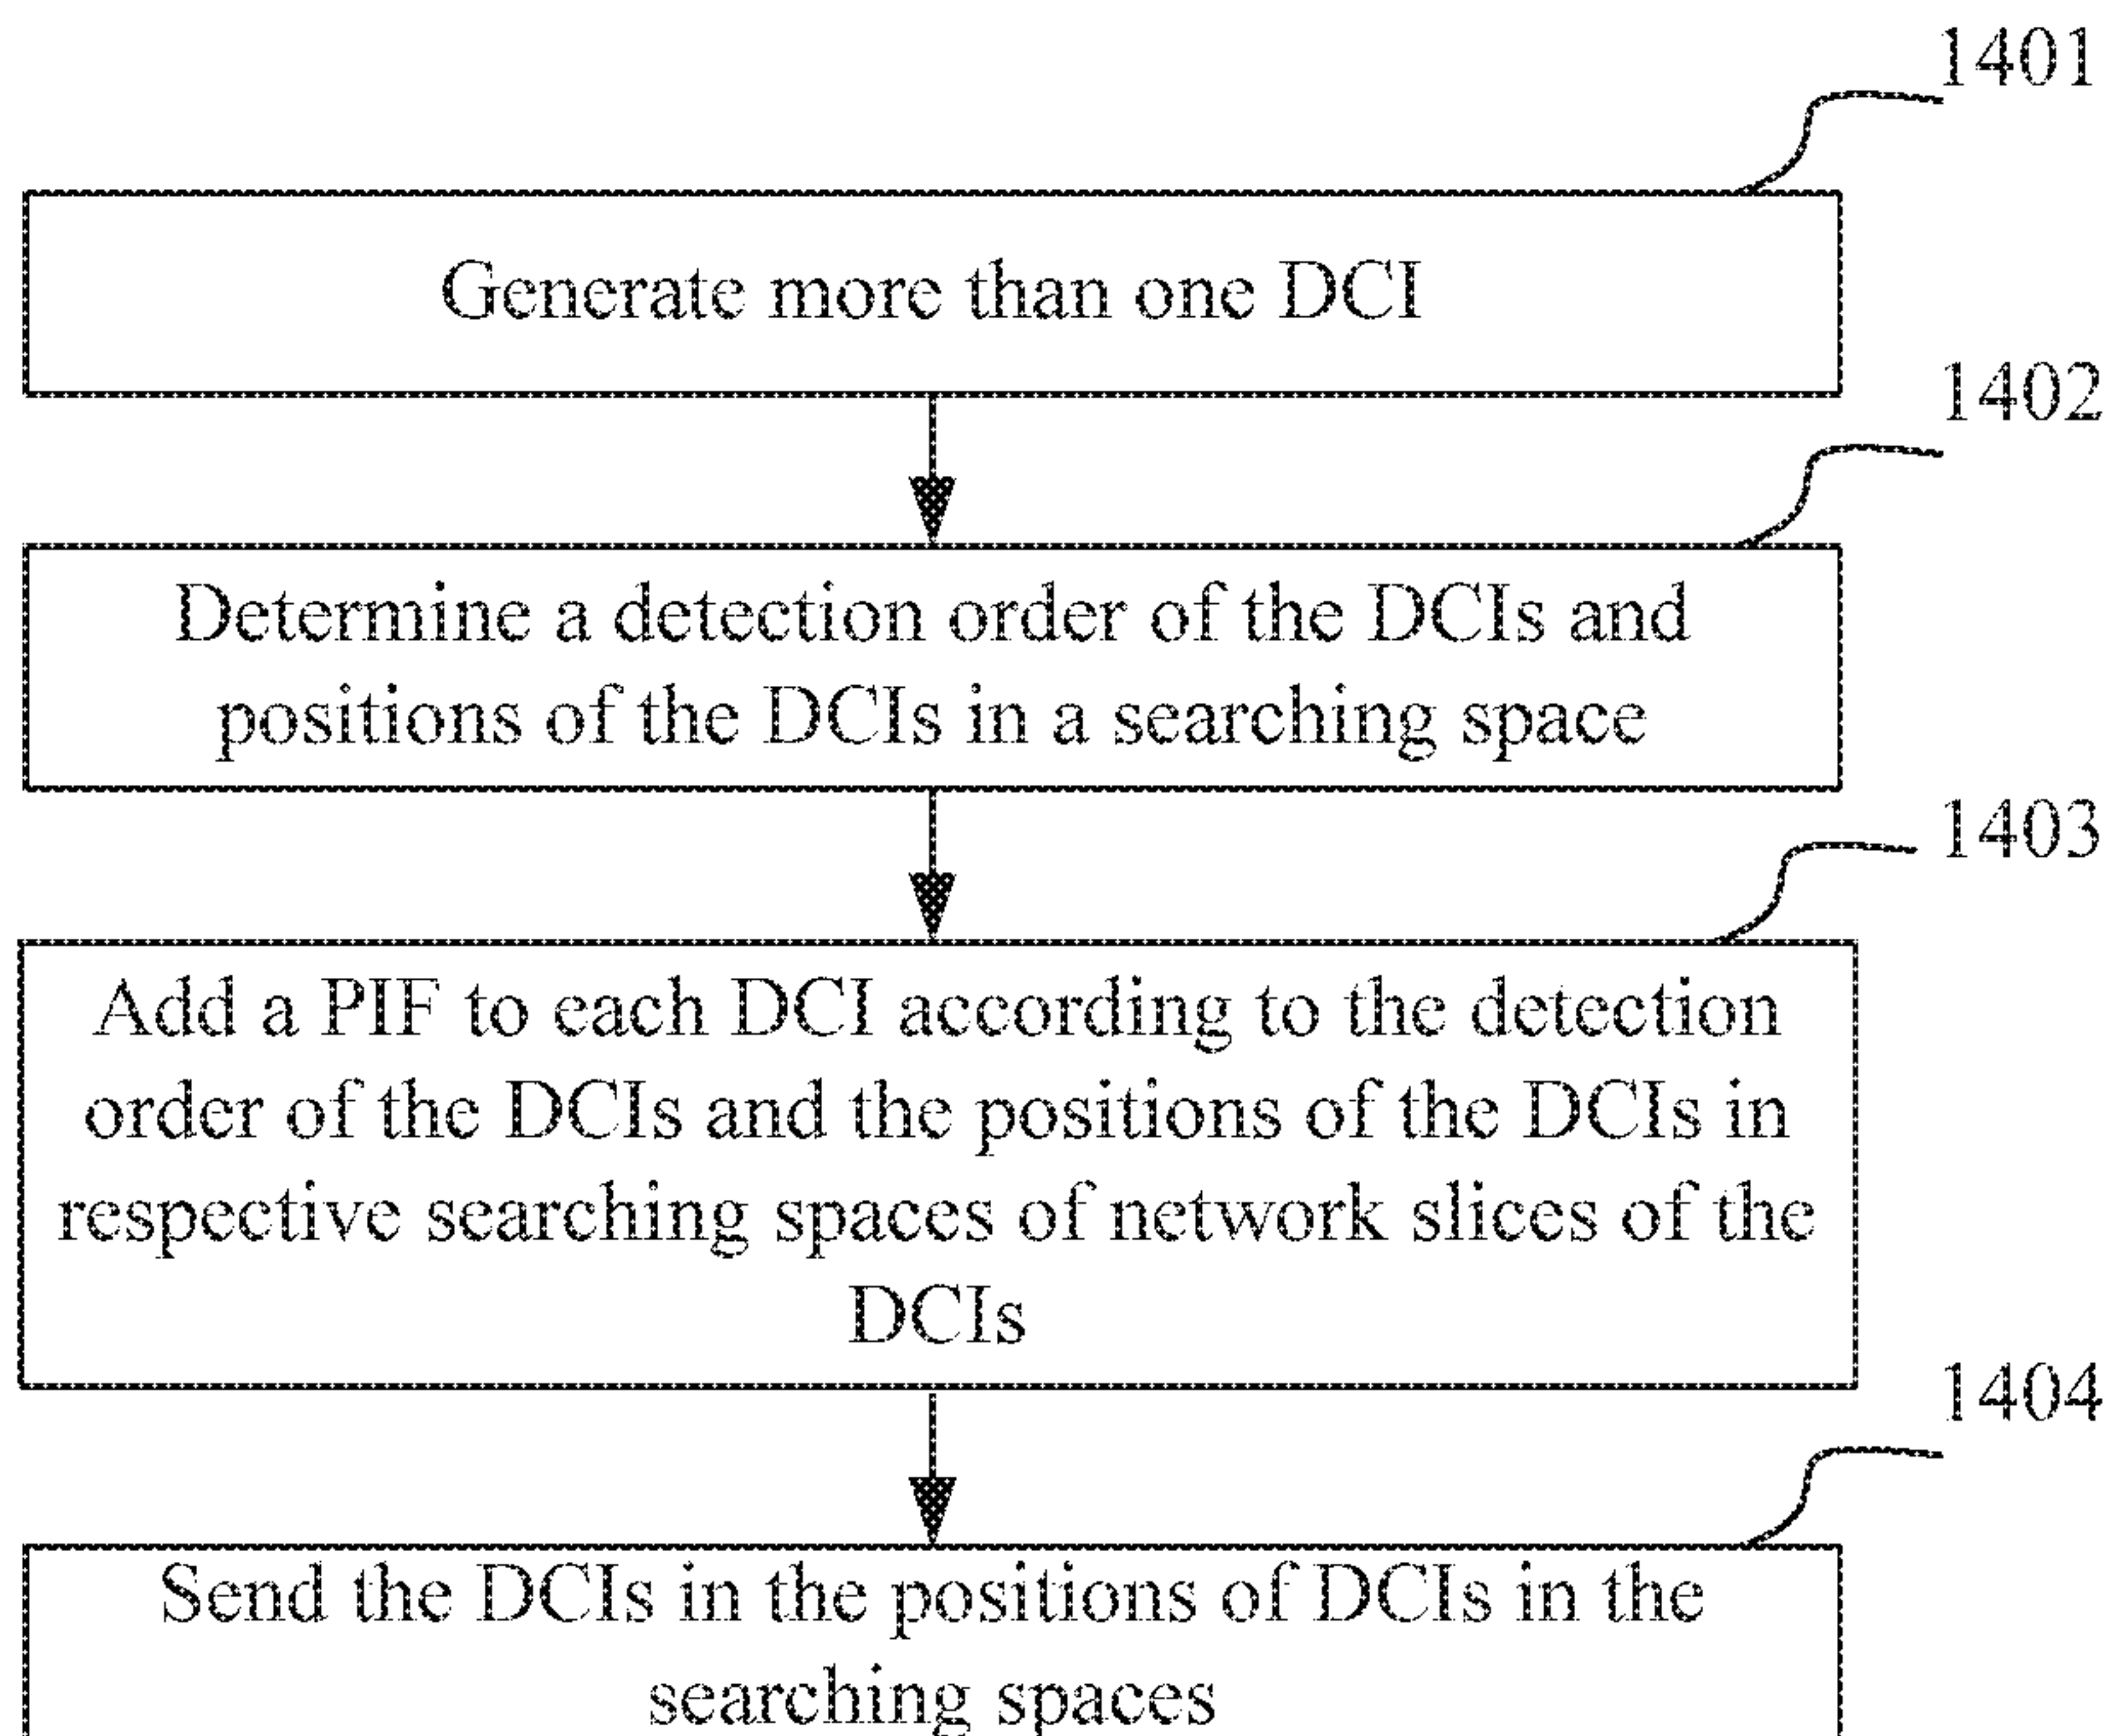 1401
Generate more than one DCI
1402
Determine a detection order of the DCIs and
positions of the DCIs in a searching space
1403
Add a PIF to each DCI according to the detection
order of the DCIs and the positions of the DCIs in
respective searching spaces of network slices of the
DCIs
1404
Send the DCIs in the positions of DCIs in the
searching spaces